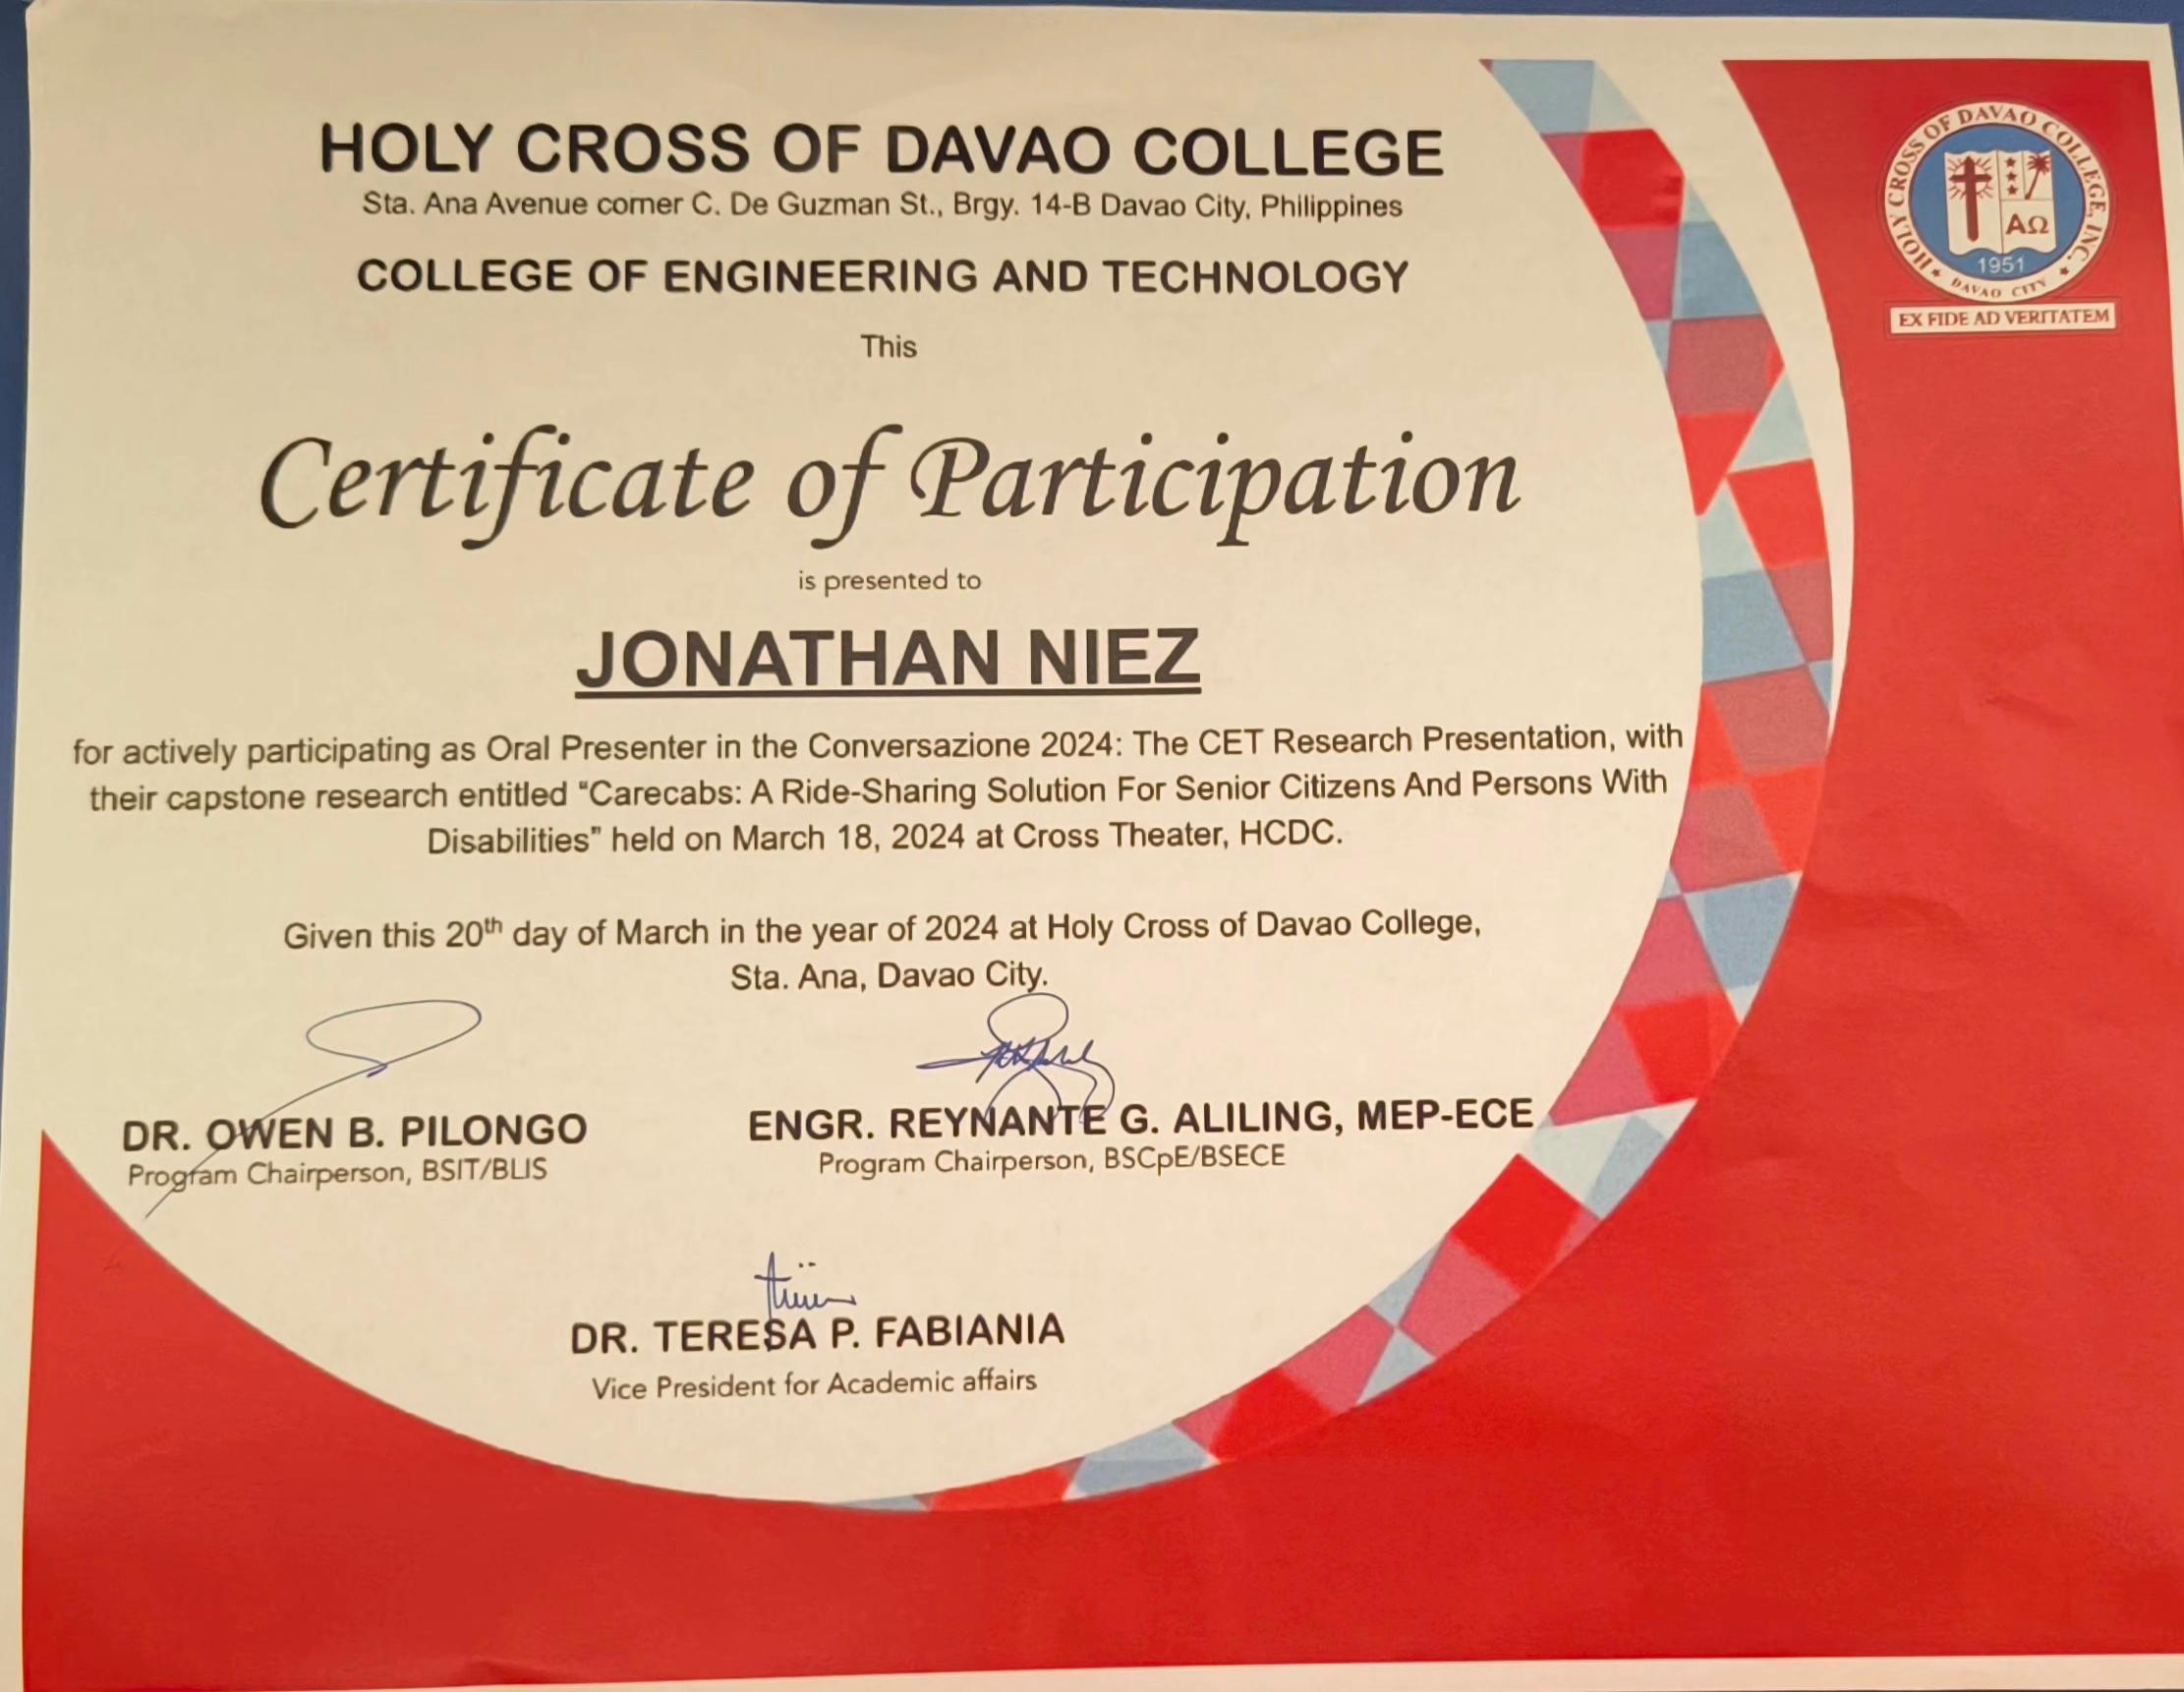 HOLY CROSS OF DAVAO COLLEGE
Sta. Ana Avenue corner C. De Guzman St., Brgy. 14-B Davao City, Philippines
COLLEGE OF ENGINEERING AND TECHNOLOGY
This
Certificate of Participation
is presented to
JONATHAN NIEZ
for actively participating as Oral Presenter in the Conversazione 2024: The CET Research Presentation, with
their capstone research entitled “Carecabs: A Ride-Sharing Solution For Senior Citizens And Persons With
Disabilities” held on March 18, 2024 at Cross Theater, HCDC.
Given this 20th day of March in the year of 2024 at Holy Cross of Davao College,
Sta. Ana, Davao City.
DR. OWEN B. PILONGO
Program Chairperson, BSIT/BLIS
ENGR. REYNANTE G. ALILING, MEP-ECE
Program Chairperson, BSCpE/BSECE
DR. TERESA P. FABIANIA
Vice President for Academic affairs
HOLY CROSS OF DAVAO COLLEGE, INC.
ΑΩ
1951
DAVAO CITY
EX FIDE AD VERITATEM